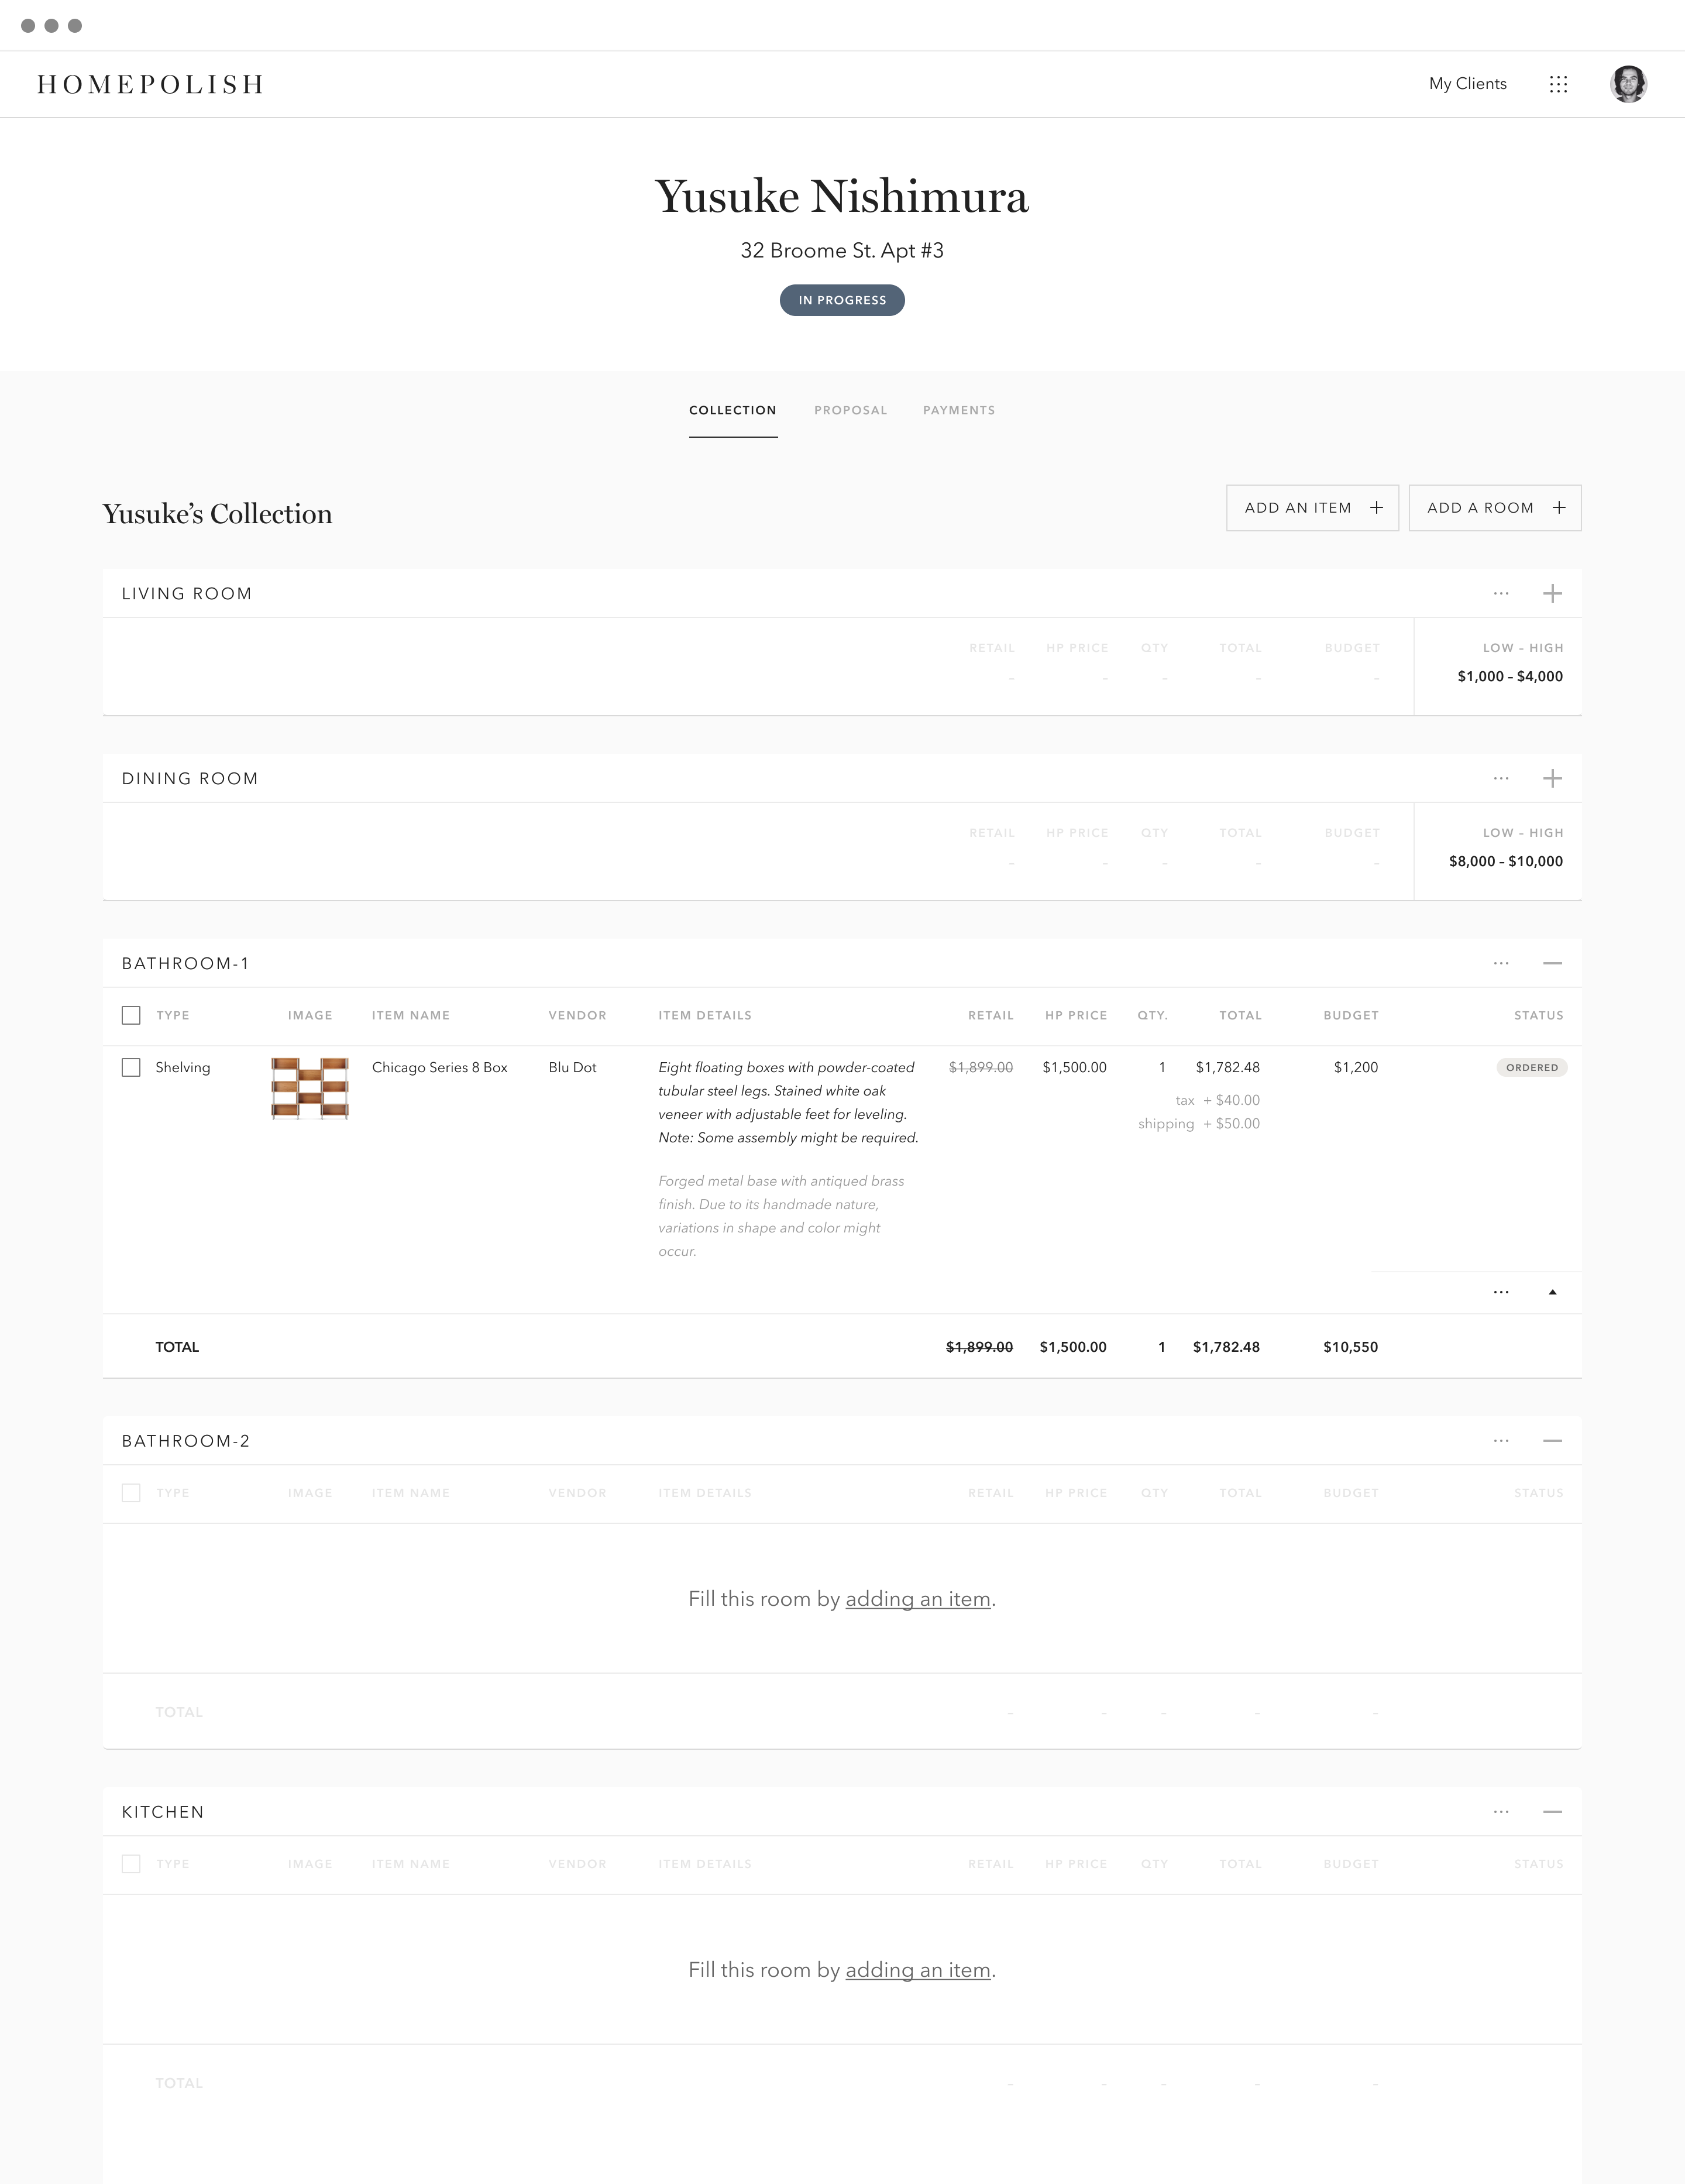 HOMEPOLISH
My Clients
Yusuke Nishimura
32 Broome St. Apt #3
IN PROGRESS
COLLECTION PROPOSAL PAYMENTS
Yusuke’s Collection
ADD AN ITEM +
ADD A ROOM +
LIVING ROOM
RETAIL HP PRICE QTY TOTAL BUDGET LOW – HIGH
– – – – – $1,000 – $4,000
DINING ROOM
RETAIL HP PRICE QTY TOTAL BUDGET LOW – HIGH
– – – – – $8,000 – $10,000
BATHROOM-1
TYPE IMAGE ITEM NAME VENDOR ITEM DETAILS RETAIL HP PRICE QTY. TOTAL BUDGET STATUS
Shelving Chicago Series 8 Box Blu Dot Eight floating boxes with powder-coated $1,899.00 $1,500.00 1 $1,782.48 $1,200 ORDERED
tubular steel legs. Stained white oak tax + $40.00
veneer with adjustable feet for leveling. shipping + $50.00
Note: Some assembly might be required.
Forged metal base with antiqued brass
finish. Due to its handmade nature,
variations in shape and color might
occur.
TOTAL $1,899.00 $1,500.00 1 $1,782.48 $10,550
BATHROOM-2
TYPE IMAGE ITEM NAME VENDOR ITEM DETAILS RETAIL HP PRICE QTY TOTAL BUDGET STATUS
Fill this room by adding an item.
TOTAL – – – – –
KITCHEN
TYPE IMAGE ITEM NAME VENDOR ITEM DETAILS RETAIL HP PRICE QTY TOTAL BUDGET STATUS
Fill this room by adding an item.
TOTAL – – – – –